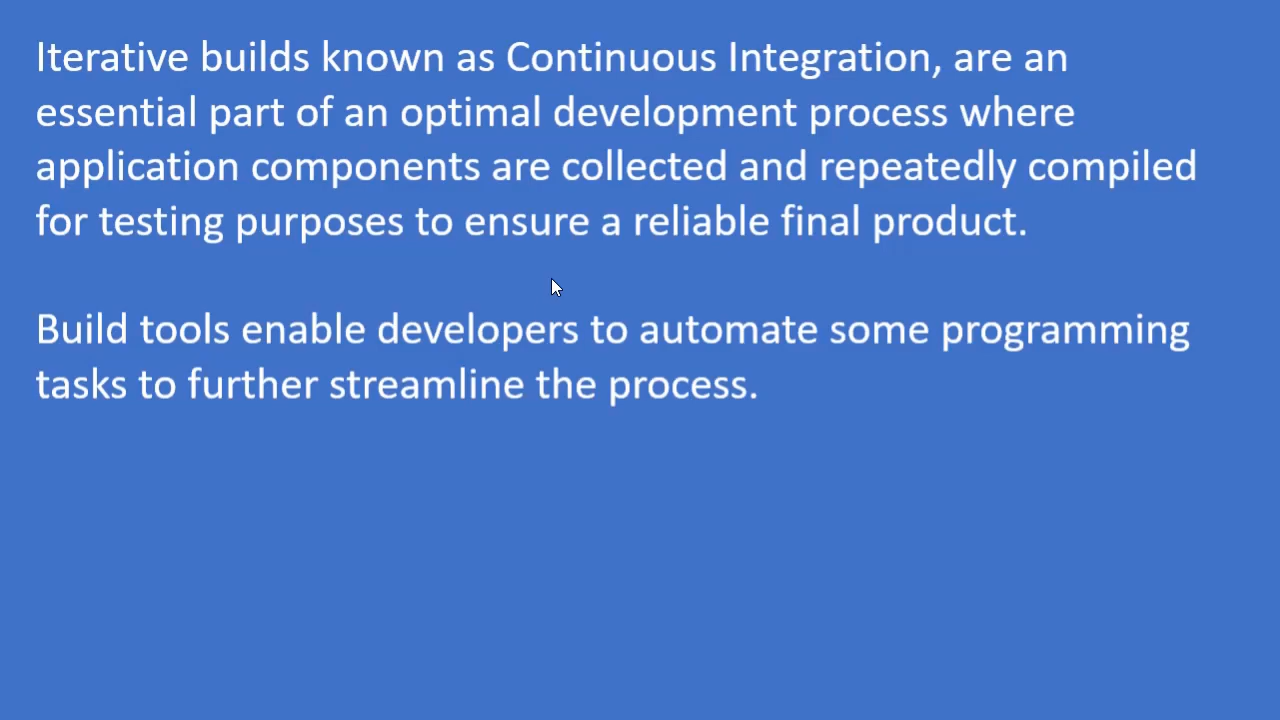 Iterative builds known as Continuous Integration, are an
essential part of an optimal development process where
application components are collected and repeatedly compiled
for testing purposes to ensure a reliable final product.
Build tools enable developers to automate some programming
tasks to further streamline the process.